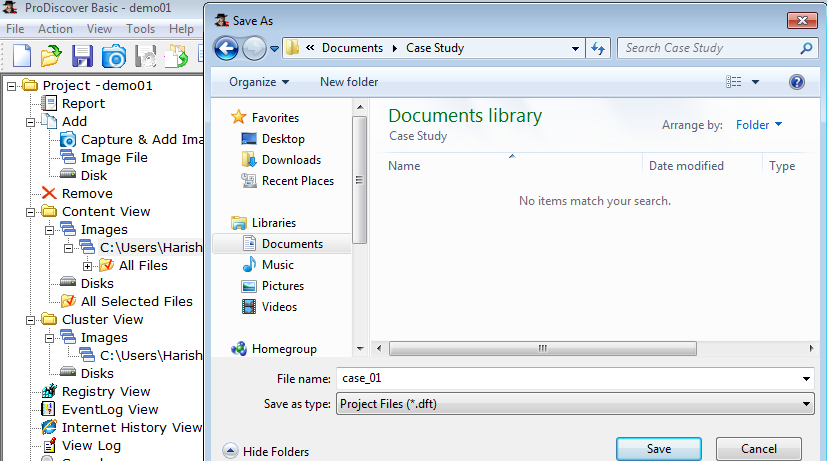 ProDiscover Basic - demo01
File Action View Tools Help
Project -demo01
Report
Add
Capture & Add Ima
Image File
Disk
Remove
Content View
Images
C:\Users\Harish
All Files
Disks
All Selected Files
Cluster View
Images
C:\Users\Harish
Disks
Registry View
EventLog View
Internet History View
View Log
Save As
« Documents Case Study
Search Case Study
Organize New folder
Favorites
Desktop
Downloads
Recent Places
Libraries
Documents
Music
Pictures
Videos
Homegroup
Documents library
Case Study
Arrange by: Folder
Name Date modified Type
No items match your search.
File name: case_01
Save as type: Project Files (*.dft)
Hide Folders
Save Cancel